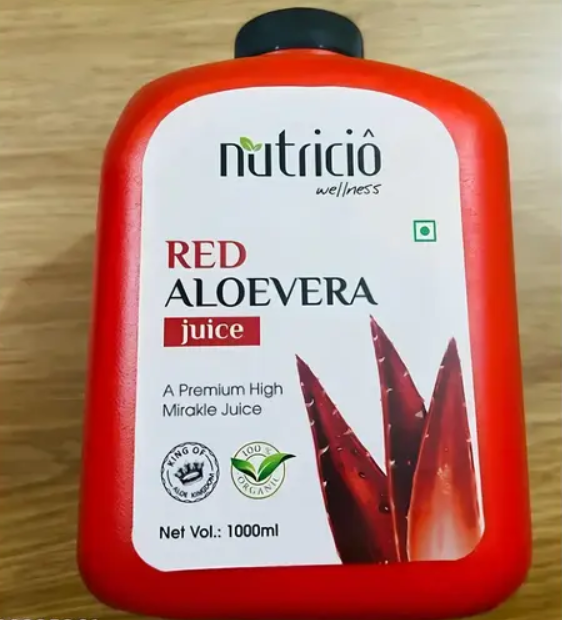 nutriciô
wellness
RED
ALOEVERA
juice
A Premium High
Mirakle Juice
KING OF
ALOE KINGDOM
100%
ORGANIC
Net Vol.: 1000ml